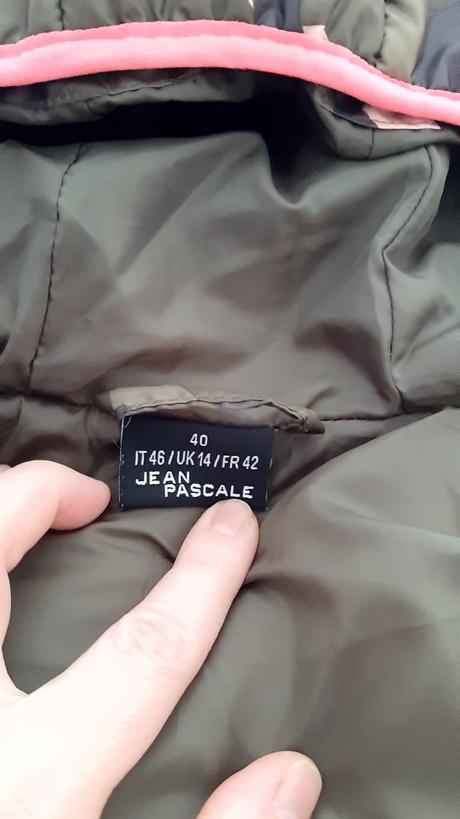 40
IT 46 / UK 14 / FR 42
JEAN
PASCALE